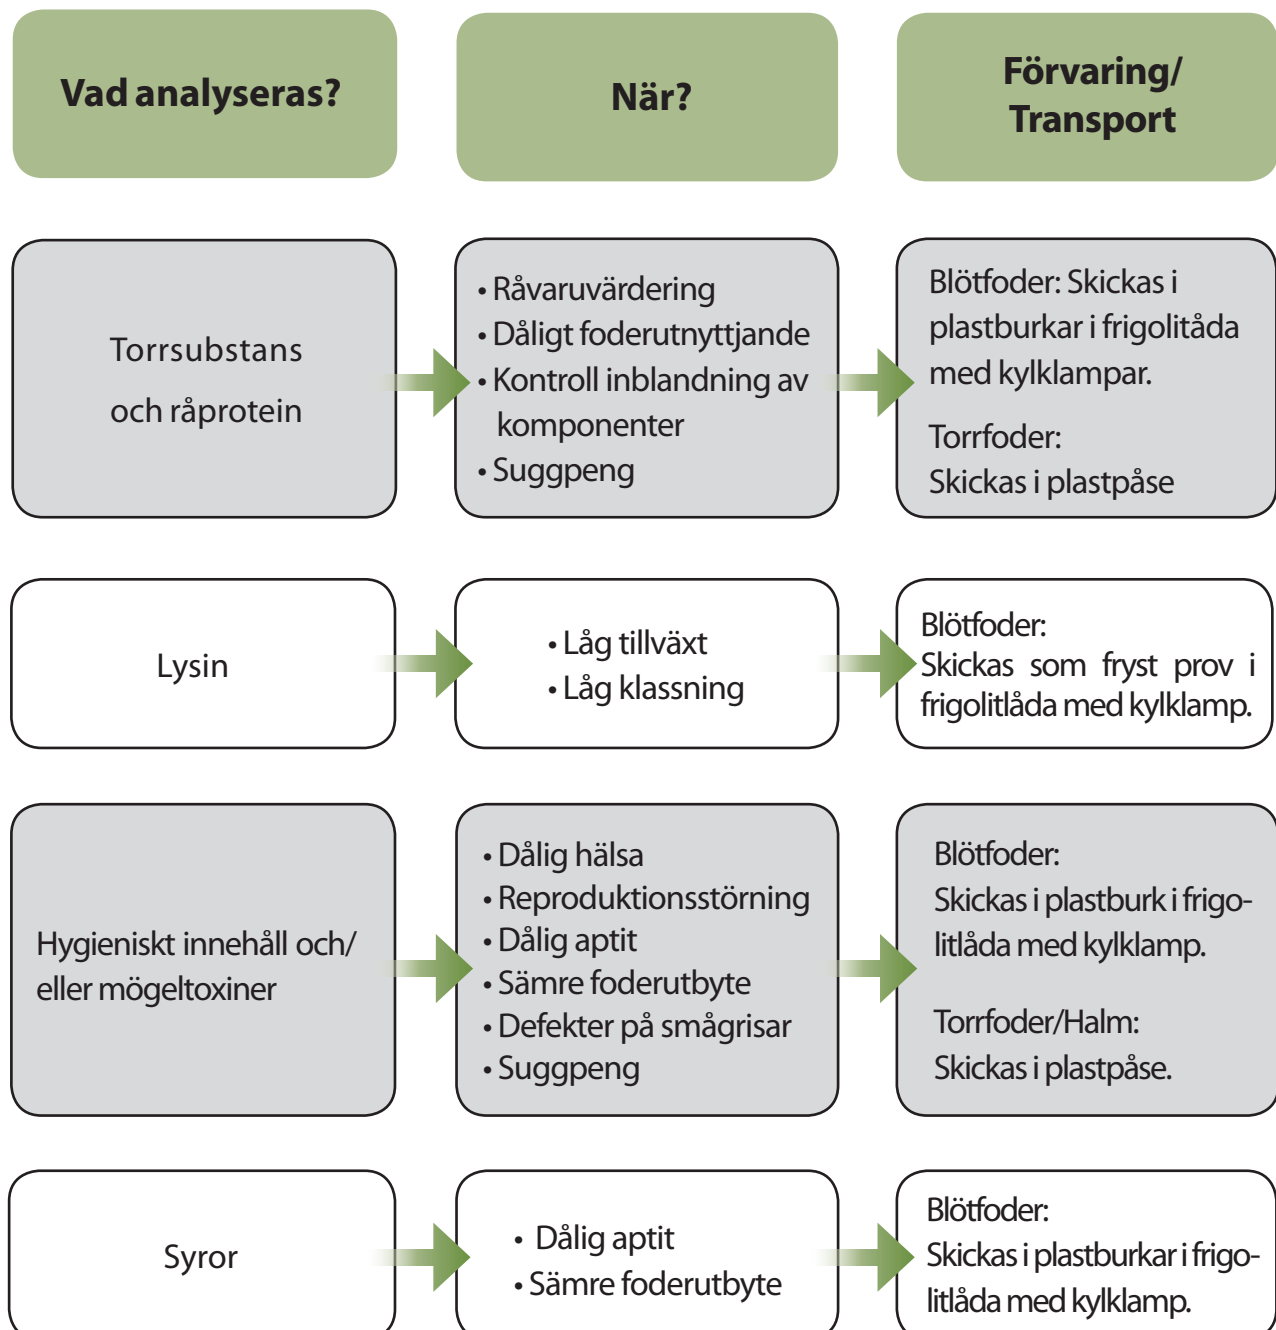 Vad analyseras?
När?
Förvaring/
Transport
Torrsubstans
och råprotein
• Råvaruvärdering
• Dåligt foderutnyttjande
• Kontroll inblandning av
komponenter
• Suggpeng
Blötfoder: Skickas i
plastburkar i frigolitåda
med kylklampar.
Torrfoder:
Skickas i plastpåse
Lysin
• Låg tillväxt
• Låg klassning
Blötfoder:
Skickas som fryst prov i
frigolitlåda med kylklamp.
Hygieniskt innehåll och/
eller mögeltoxiner
• Dålig hälsa
• Reproduktionsstörning
• Dålig aptit
• Sämre foderutbyte
• Defekter på smågrisar
• Suggpeng
Blötfoder:
Skickas i plastburk i frigo-
litlåda med kylklamp.
Torrfoder/Halm:
Skickas i plastpåse.
Syror
• Dålig aptit
• Sämre foderutbyte
Blötfoder:
Skickas i plastburkar i frigo-
litlåda med kylklamp.